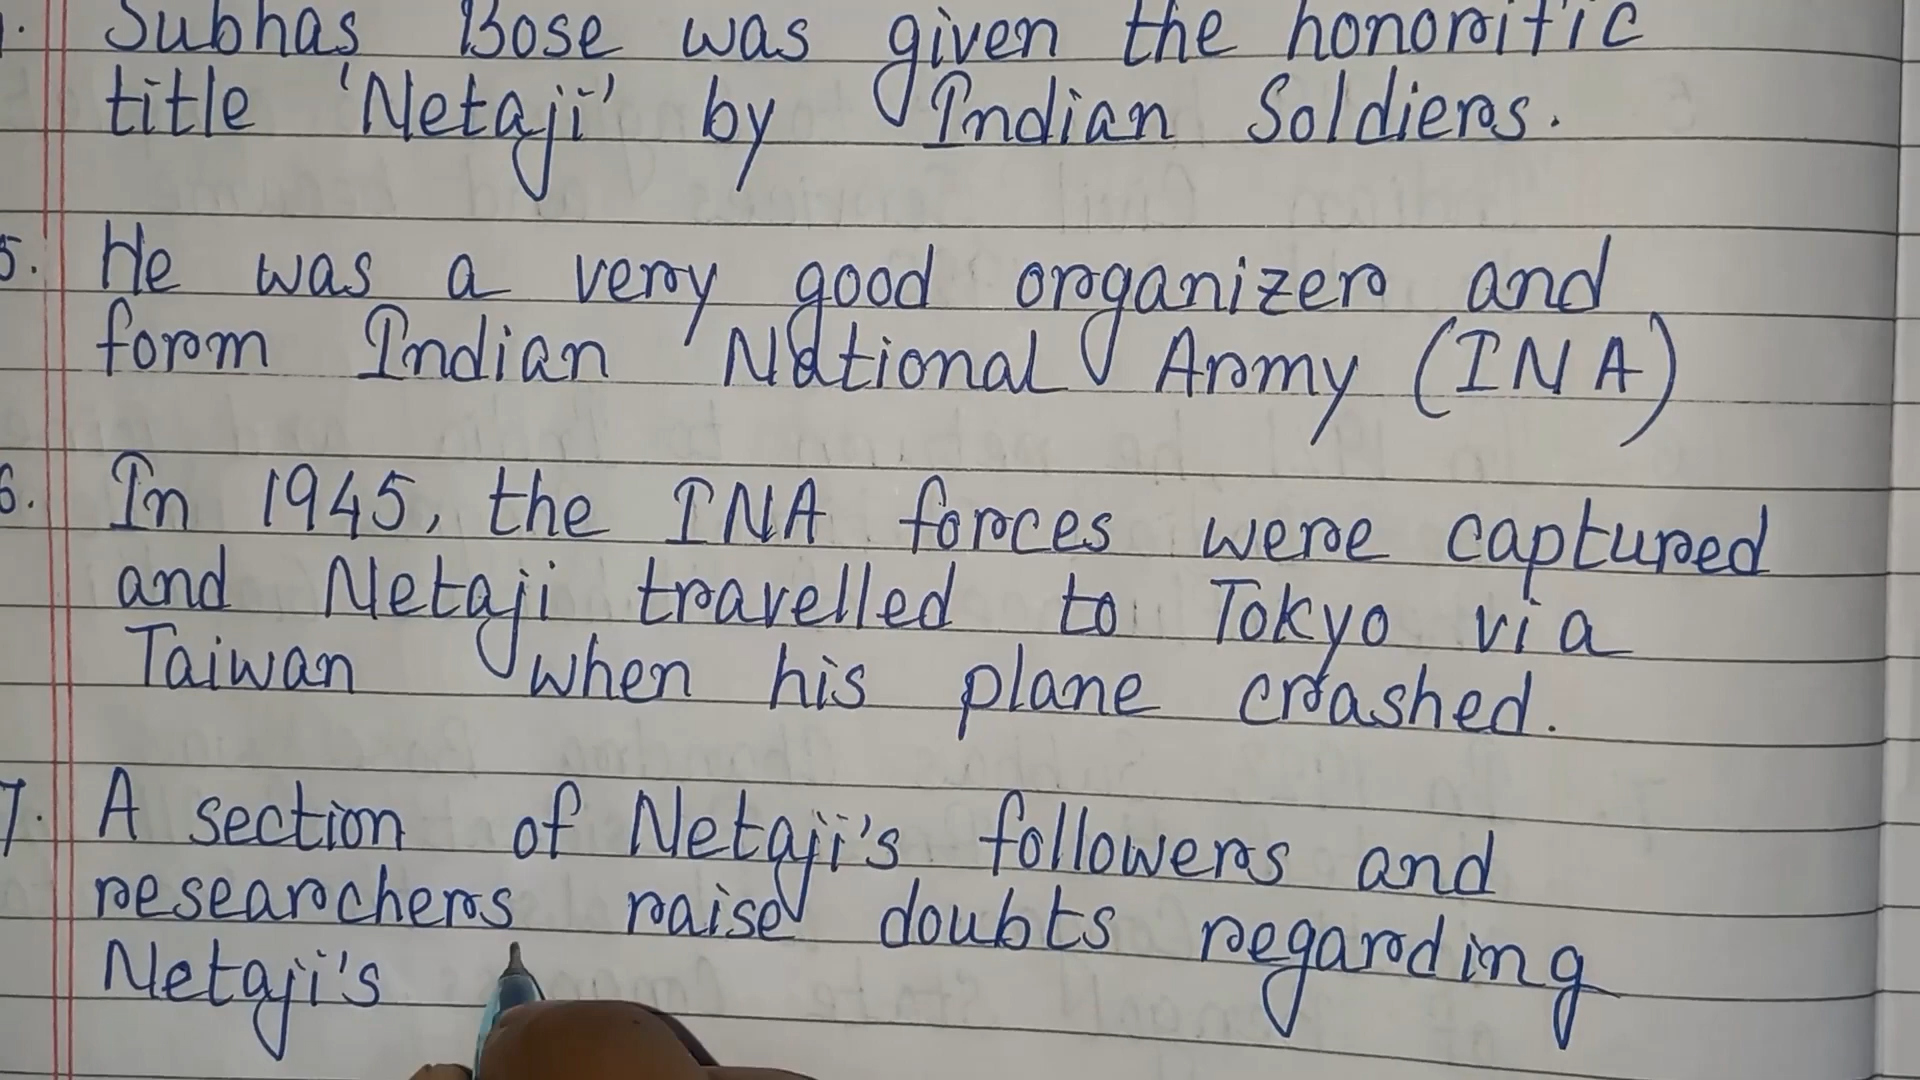 Subhas Bose was given the honorific
title 'Netaji' by Indian Soldiers.
5. He was a very good organizer and
form Indian National Army (INA)
6. In 1945, the INA forces were captured
and Netaji travelled to Tokyo via
Taiwan when his plane crashed.
7. A section of Netaji's followers and
researchers raise doubts regarding
Netaji's